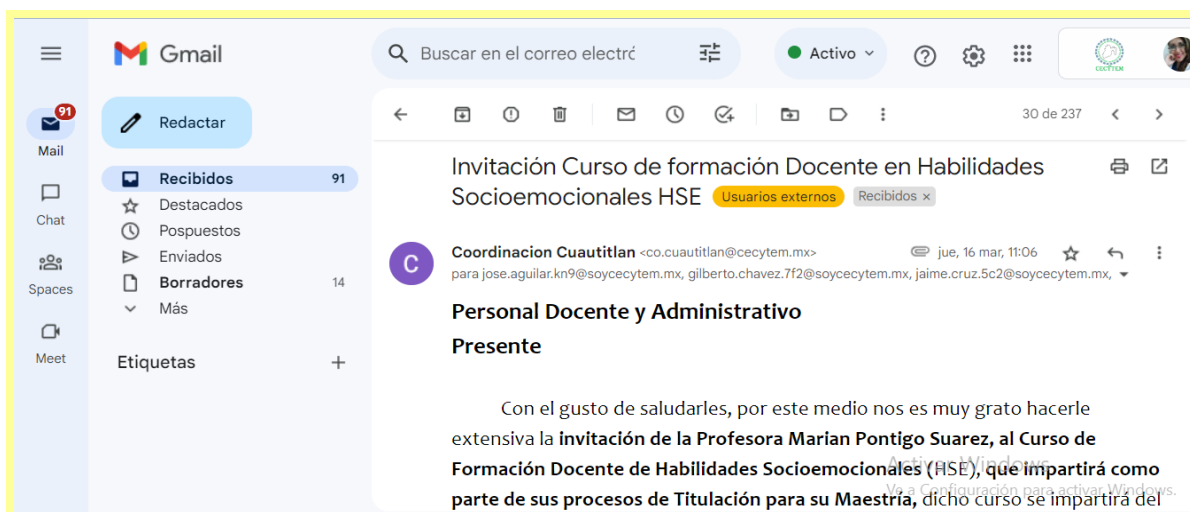 Gmail
Buscar en el correo electró
Activo
CECYTEM
91
Mail
Chat
Spaces
Meet
Redactar
Recibidos 91
Destacados
Pospuestos
Enviados
Borradores 14
Más
Etiquetas
30 de 237
Invitación Curso de formación Docente en Habilidades
Socioemocionales HSE Usuarios externos Recibidos ×
C
Coordinacion Cuautitlan <co.cuautitlan@cecytem.mx> jue, 16 mar, 11:06
para jose.aguilar.kn9@soycecytem.mx, gilberto.chavez.7f2@soycecytem.mx, jaime.cruz.5c2@soycecytem.mx,
Personal Docente y Administrativo
Presente
Con el gusto de saludarles, por este medio nos es muy grato hacerle
extensiva la invitación de la Profesora Marian Pontigo Suarez, al Curso de
Formación Docente de Habilidades Socioemocionales (HSE), que impartirá como
parte de sus procesos de Titulación para su Maestría, dicho curso se impartirá del
Activar Windows
Ve a Configuración para activar Windows.